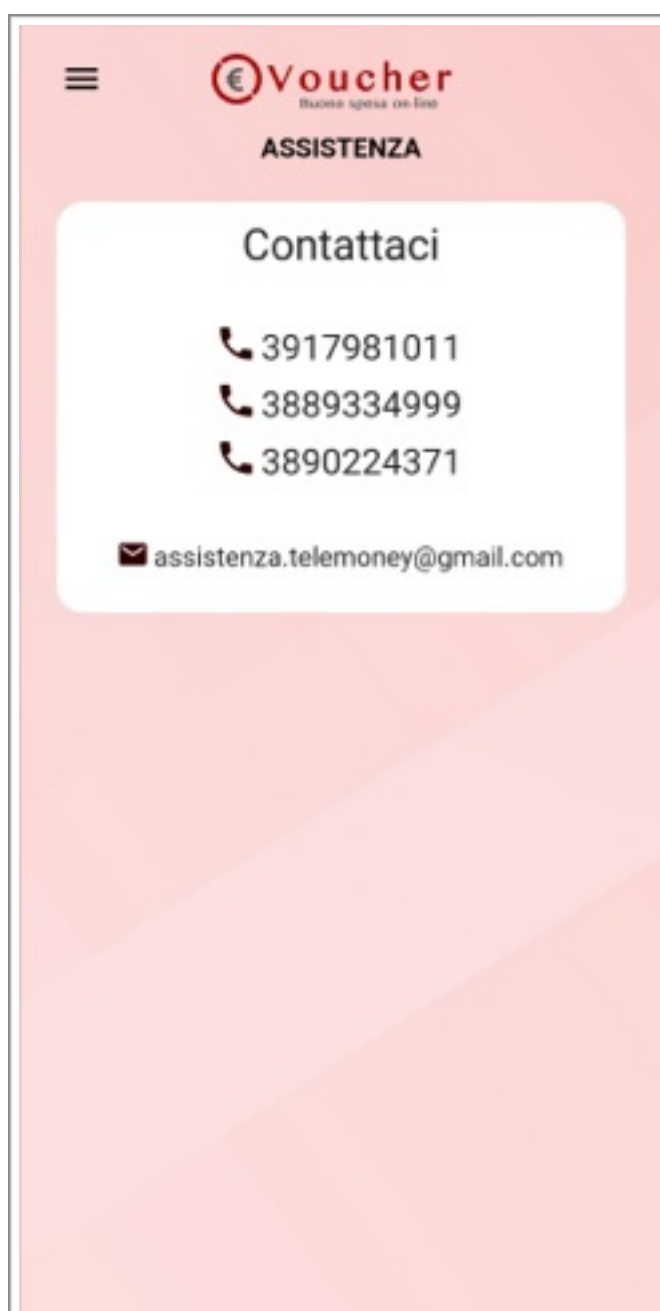 €Voucher
Buono spesa on-line
ASSISTENZA
Contattaci
3917981011
3889334999
3890224371
assistenza.telemoney@gmail.com